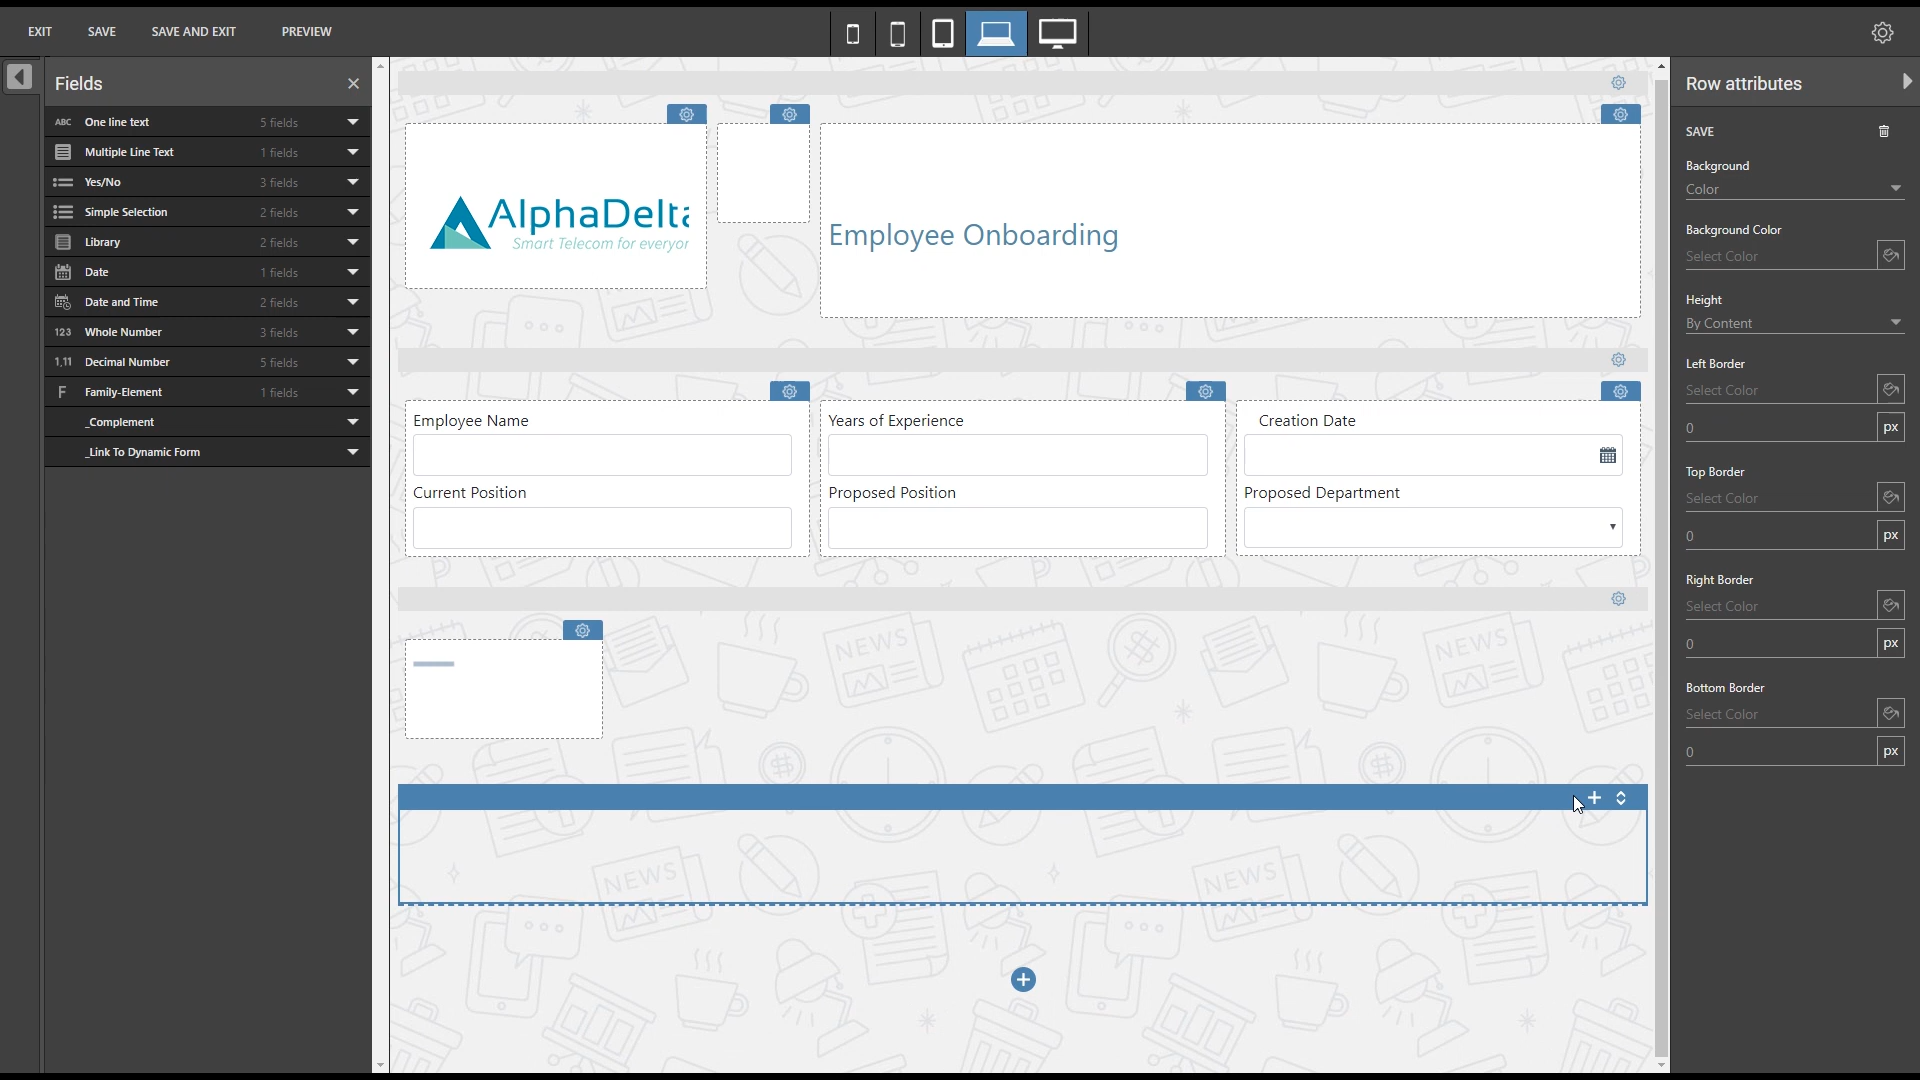 EXIT SAVE SAVE AND EXIT PREVIEW
Fields
ABC One line text 5 fields
Multiple Line Text 1 fields
Yes/No 3 fields
Simple Selection 2 fields
Library 2 fields
Date 1 fields
Date and Time 2 fields
123 Whole Number 3 fields
1,11 Decimal Number 5 fields
F Family-Element 1 fields
_Complement
_Link To Dynamic Form
AlphaDelta
Smart Telecom for everyor
Employee Onboarding
Employee Name Years of Experience Creation Date
Current Position Proposed Position Proposed Department
NEWS NEWS
NEWS NEWS
Row attributes
SAVE
Background
Color
Background Color
Select Color
Height
By Content
Left Border
Select Color
0 px
Top Border
Select Color
0 px
Right Border
Select Color
0 px
Bottom Border
Select Color
0 px